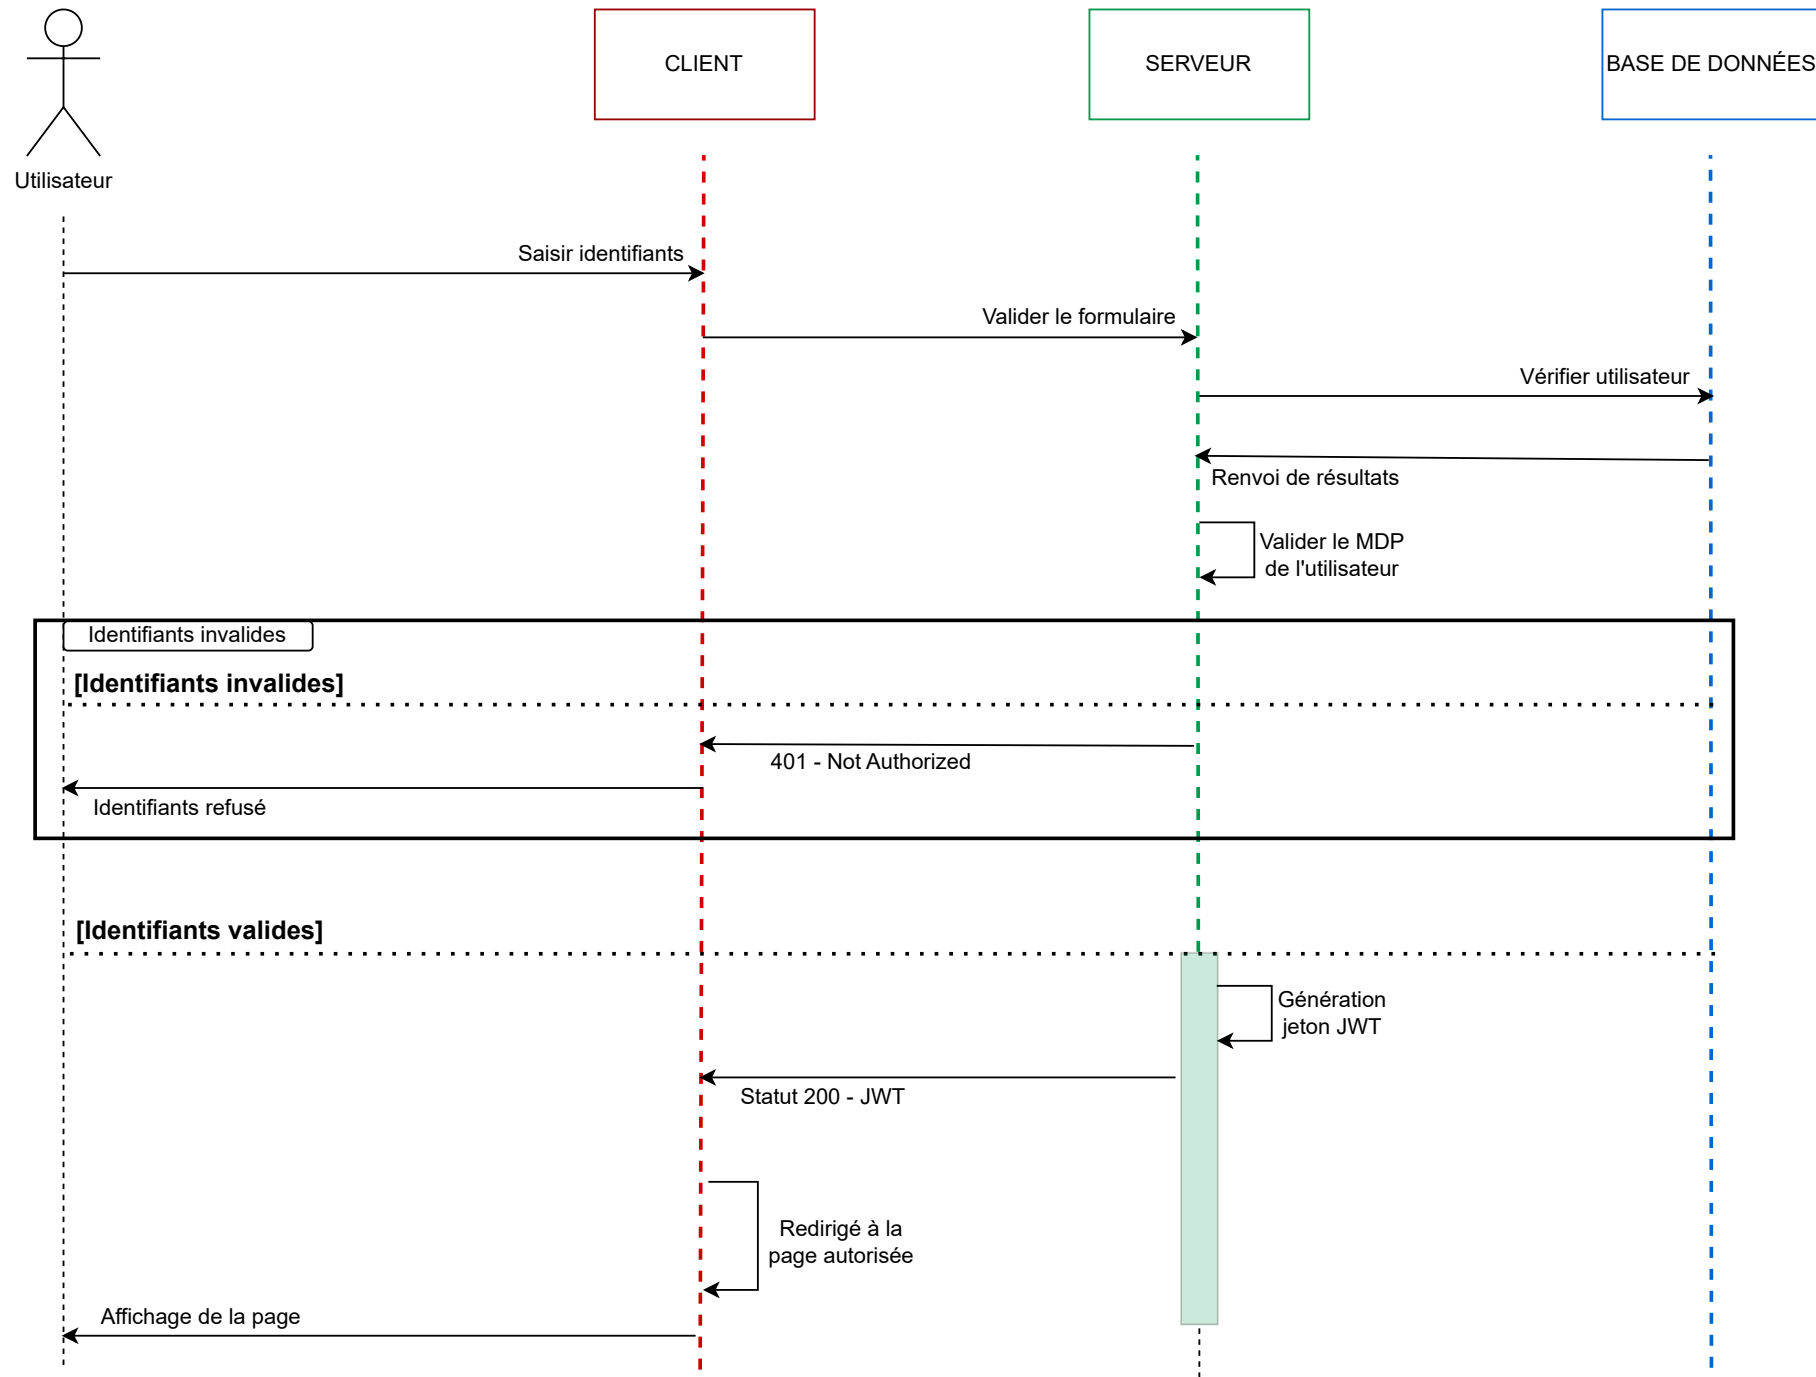 Utilisateur
CLIENT
SERVEUR
BASE DE DONNÉES
Saisir identifiants
Valider le formulaire
Vérifier utilisateur
Renvoi de résultats
Valider le MDP
de l'utilisateur
Identifiants invalides
[Identifiants invalides]
401 - Not Authorized
Identifiants refusé
[Identifiants valides]
Génération
jeton JWT
Statut 200 - JWT
Redirigé à la
page autorisée
Affichage de la page